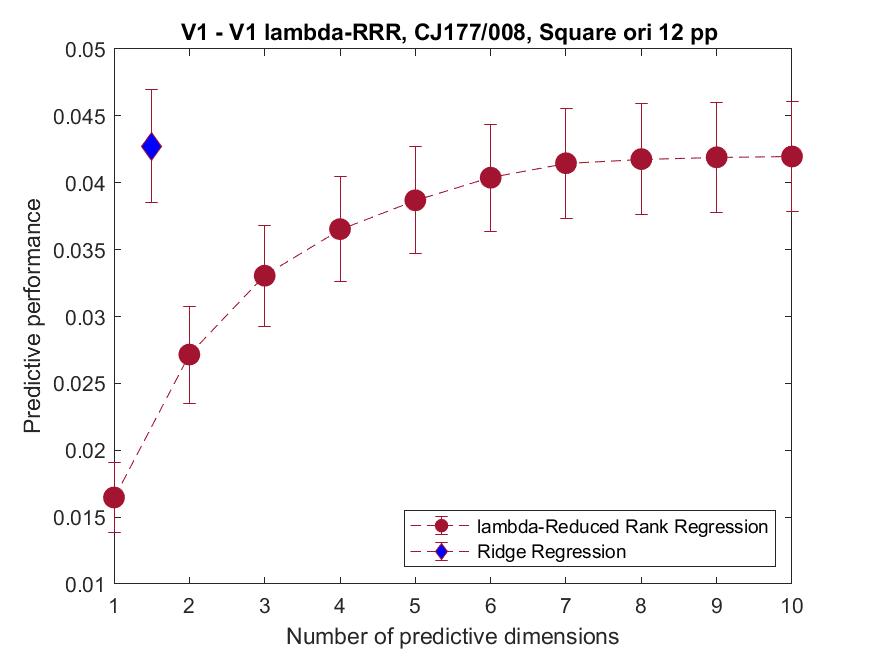 V1 - V1 lambda-RRR, CJ177/008, Square ori 12 pp
0.05
0.045
0.04
0.035
0.03
0.025
0.02
0.015
0.01
Predictive performance
lambda-Reduced Rank Regression
Ridge Regression
1 2 3 4 5 6 7 8 9 10
Number of predictive dimensions